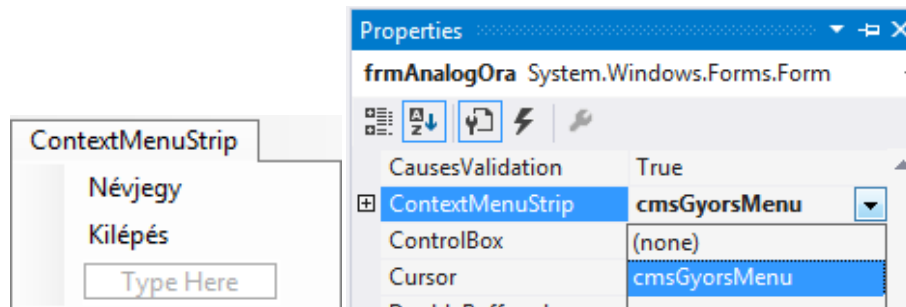 ContextMenuStrip
Névjegy
Kilépés
Type Here
Properties
frmAnalogOra System.Windows.Forms.Form
CausesValidation True
ContextMenuStrip cmsGyorsMenu
ControlBox (none)
Cursor cmsGyorsMenu